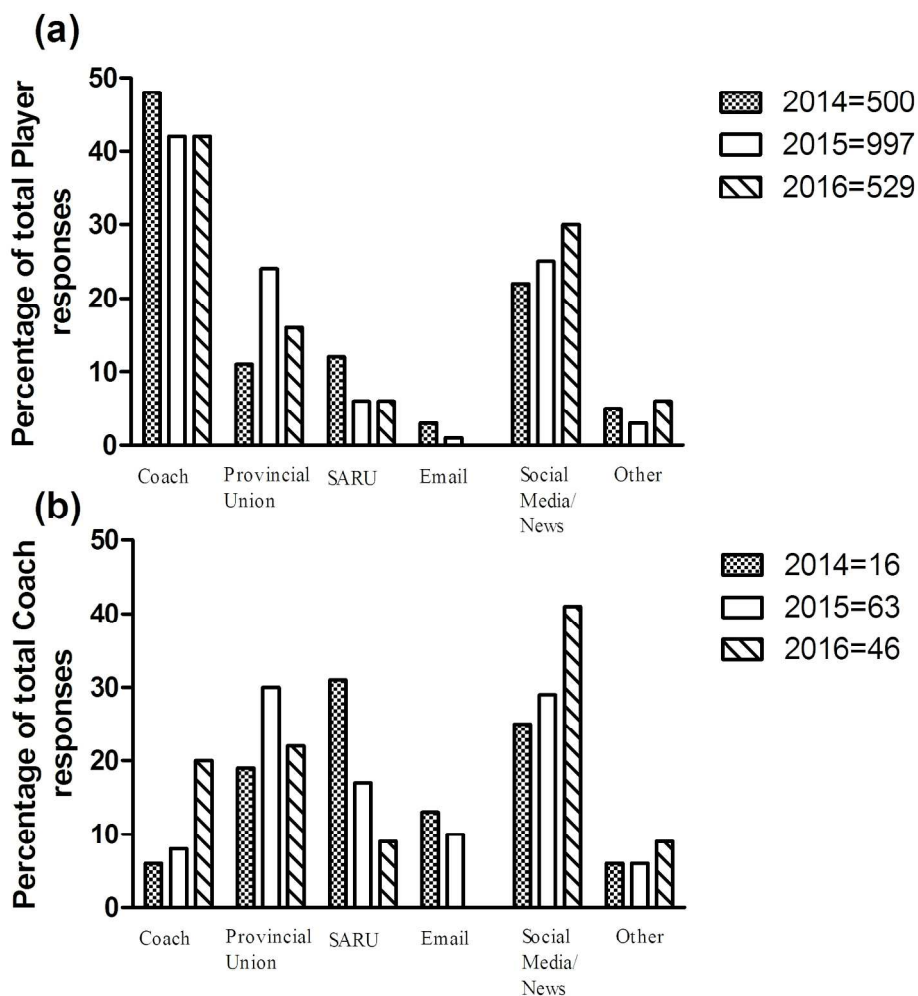 (a)
Percentage of total Player
responses
50
40
30
20
10
0
Coach
Provincial
Union
SARU
Email
Social
Media/
News
Other
2014=500
2015=997
2016=529
(b)
Percentage of total Coach
responses
50
40
30
20
10
0
Coach
Provincial
Union
SARU
Email
Social
Media/
News
Other
2014=16
2015=63
2016=46